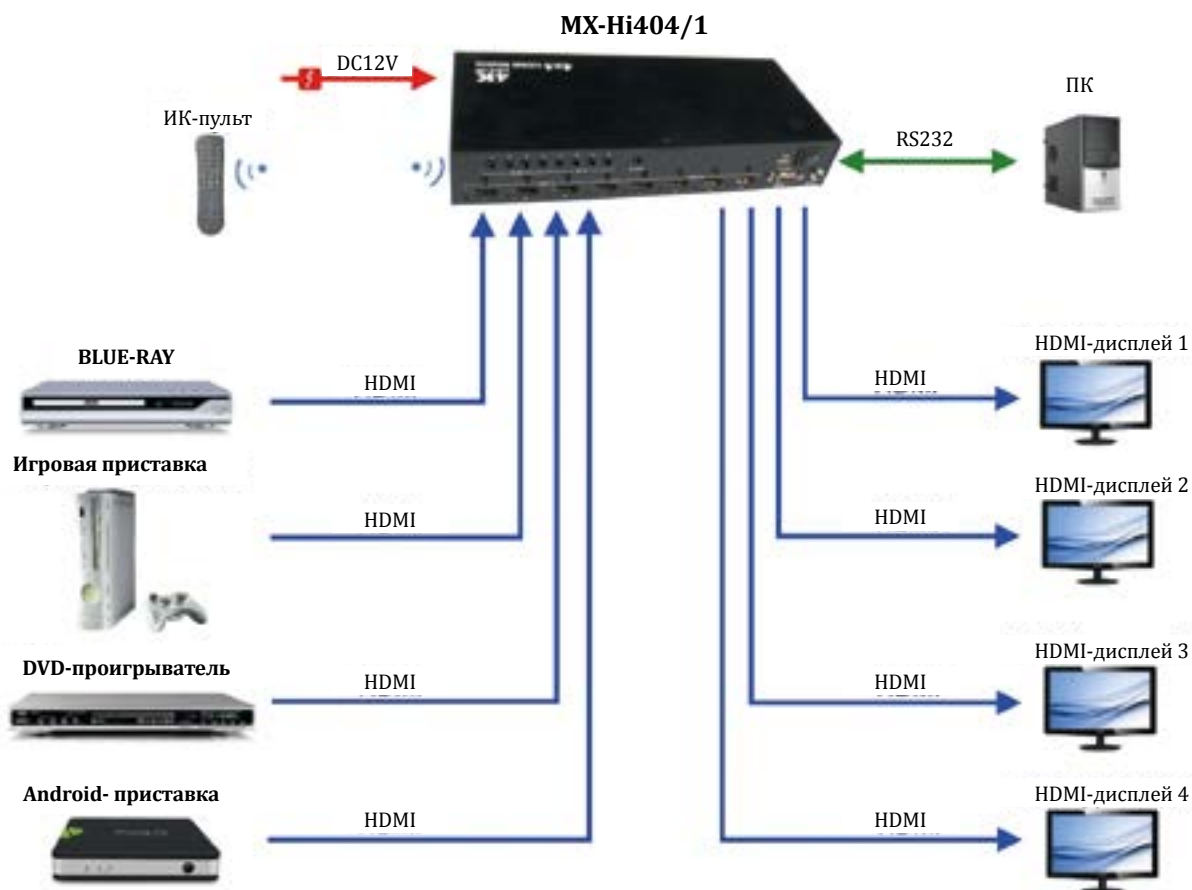 MX-Hi404/1
DC12V
ИК-пульт
ПК
RS232
4K
BLUE-RAY
HDMI
HDMI
HDMI-дисплей 1
Игровая приставка
HDMI
HDMI
HDMI-дисплей 2
DVD-проигрыватель
HDMI
HDMI
HDMI-дисплей 3
Android- приставка
HDMI
HDMI
HDMI-дисплей 4